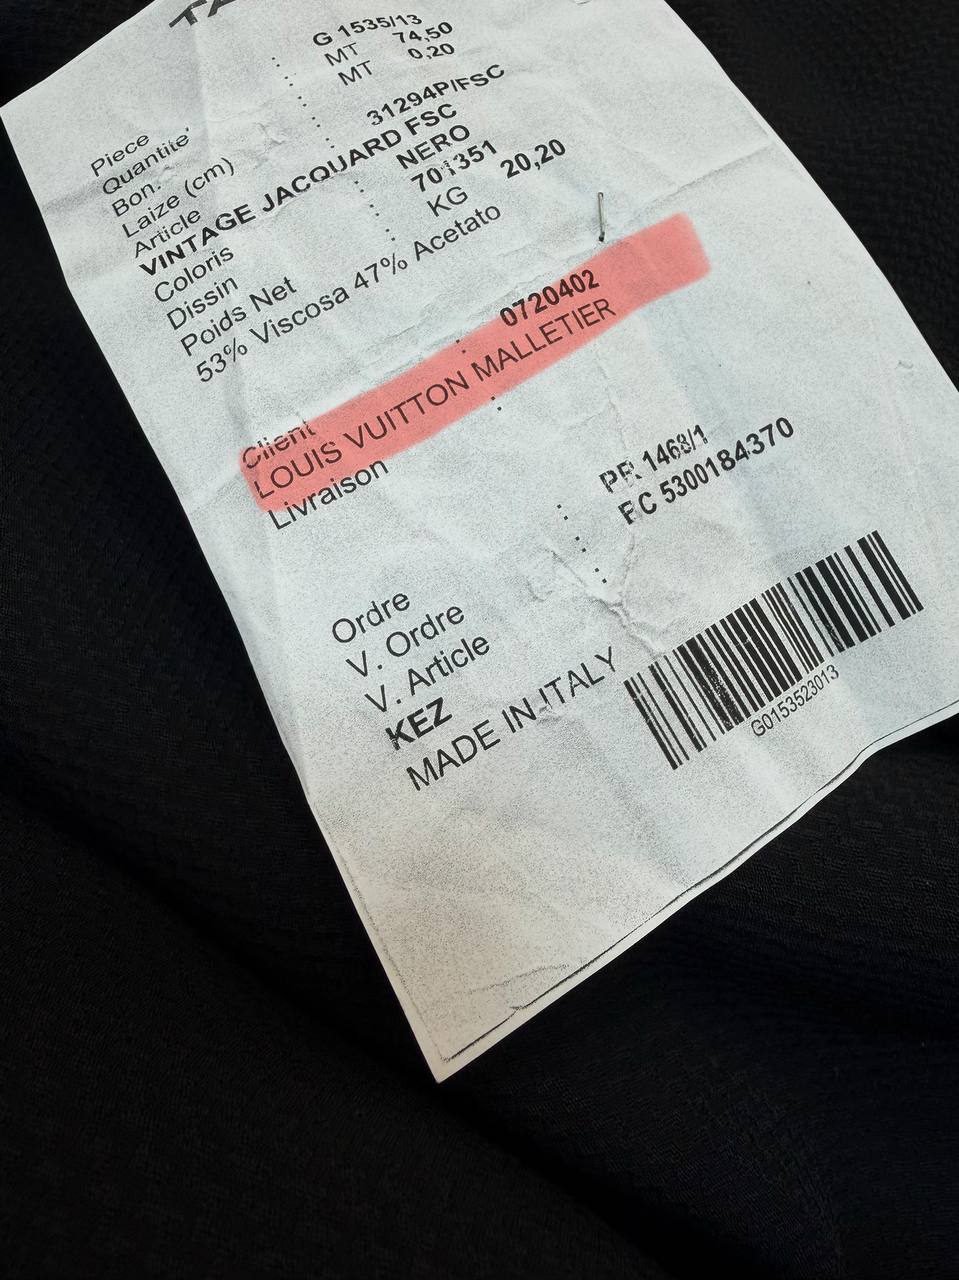 Piece : G 1535/13
Quantite' : MT 74,50
Bon. : MT 0,20
Laize (cm) :
Article : 31294P/FSC
VINTAGE JACQUARD FSC
Coloris : NERO
Dissin : 701351
Poids Net : KG 20,20
53% Viscosa 47% Acetato
Client : 0720402
LOUIS VUITTON MALLETIER
Livraison :
Ordre : PR 1468/1
V. Ordre : 5300184370
V. Article :
KEZ
MADE IN ITALY
G0153523013